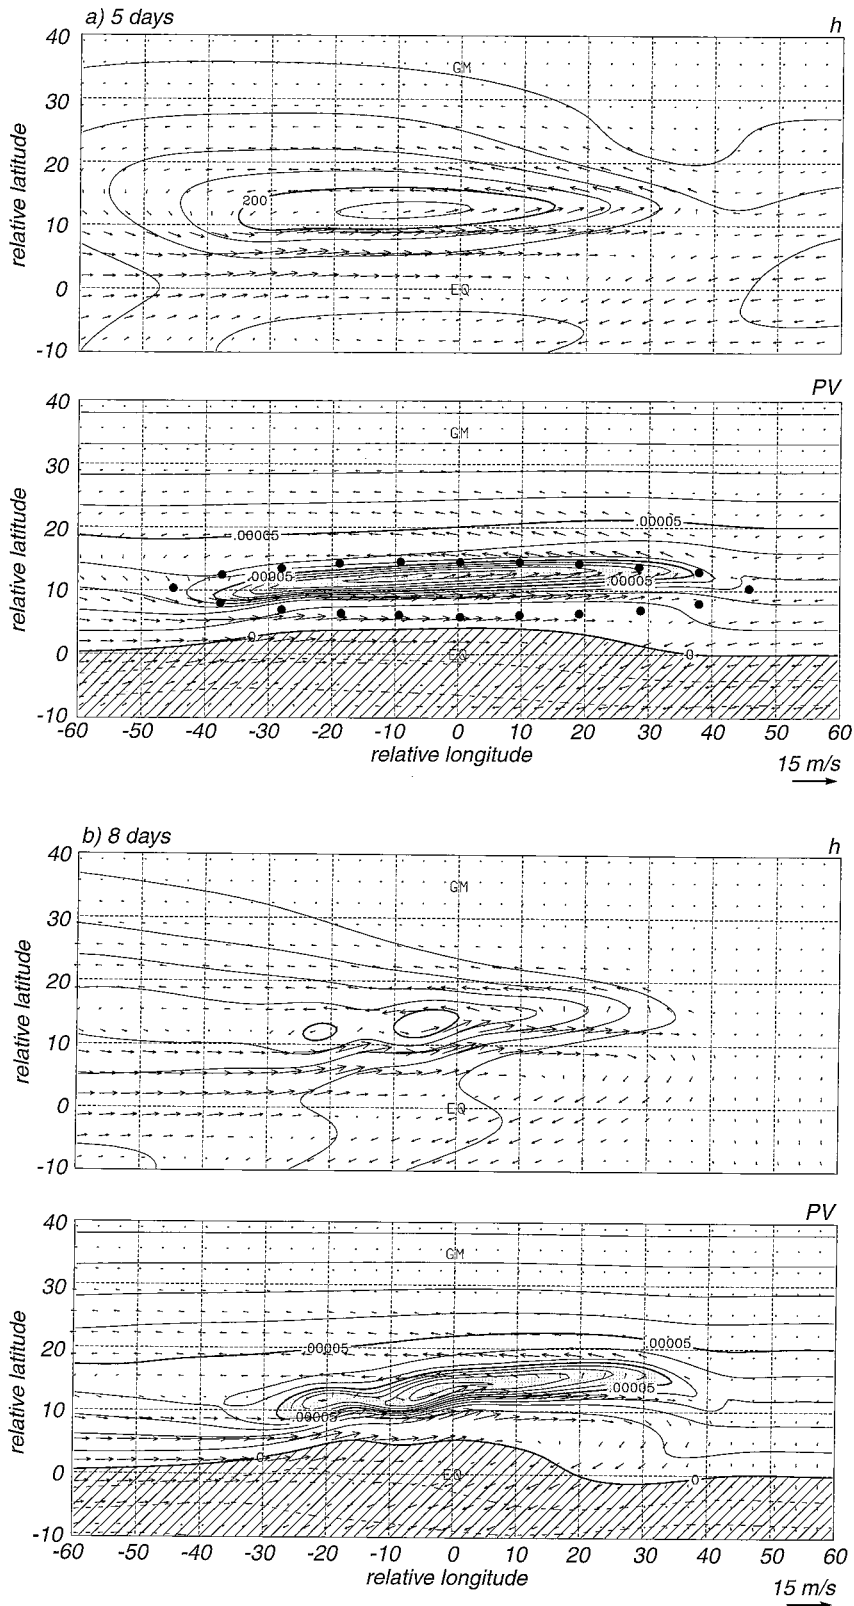 a) 5 days
h
40
GM
30
20
200
10
0
EQ
-10
relative latitude
PV
40
GM
30
20
.00005
.00005
.00005
.00005
10
0
0
0
EQ
-10
relative latitude
-60 -50 -40 -30 -20 -10 0 10 20 30 40 50 60
relative longitude
15 m/s
b) 8 days
h
40
GM
30
20
10
0
EQ
-10
relative latitude
PV
40
GM
30
20
.00005
.00005
.00005
.00005
10
0
0
0
EQ
-10
relative latitude
-60 -50 -40 -30 -20 -10 0 10 20 30 40 50 60
relative longitude
15 m/s